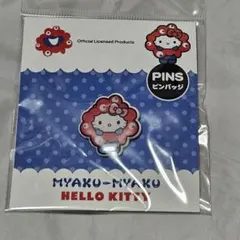 Official Licensed Products
PINS
ピンバッジ
MYAKU-MYAKU
HELLO KITTY